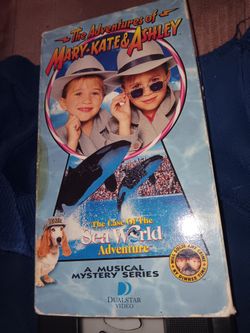 The Adventures of
MARY-KATE & ASHLEY
The Case Of The
Sea World
Adventure
A MUSICAL
MYSTERY SERIES
DUALSTAR
VIDEO